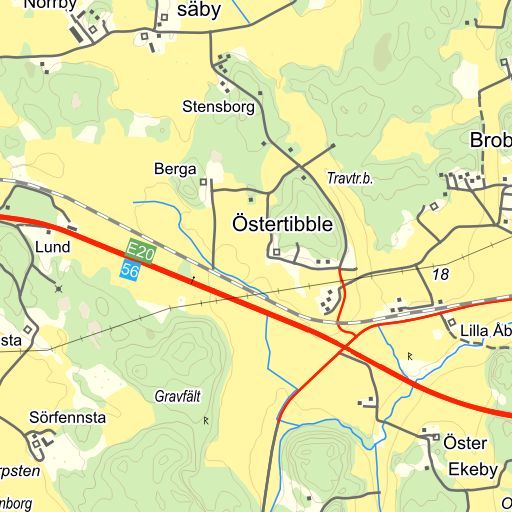 Norrby
säby
Stensborg
Berga
Travtr.b.
Brob
Östertibble
Lund
E20
56
18
Lilla Åb
sta
Gravfält
R
R
Sörfennsta
Öster
Ekeby
rpsten
nborg